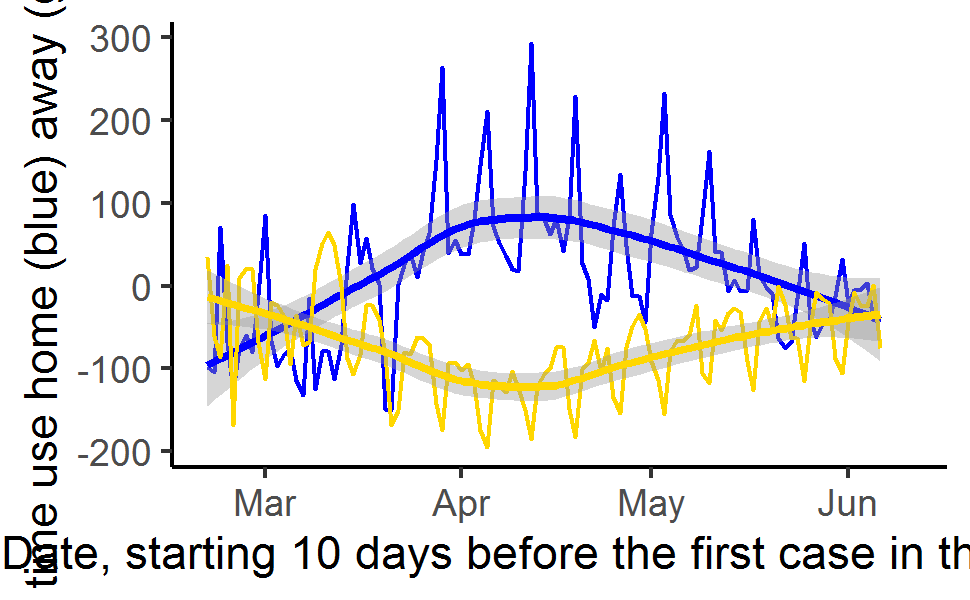 time use home (blue) away (
300
200
100
0
-100
-200
Mar Apr May Jun
Date, starting 10 days before the first case in th